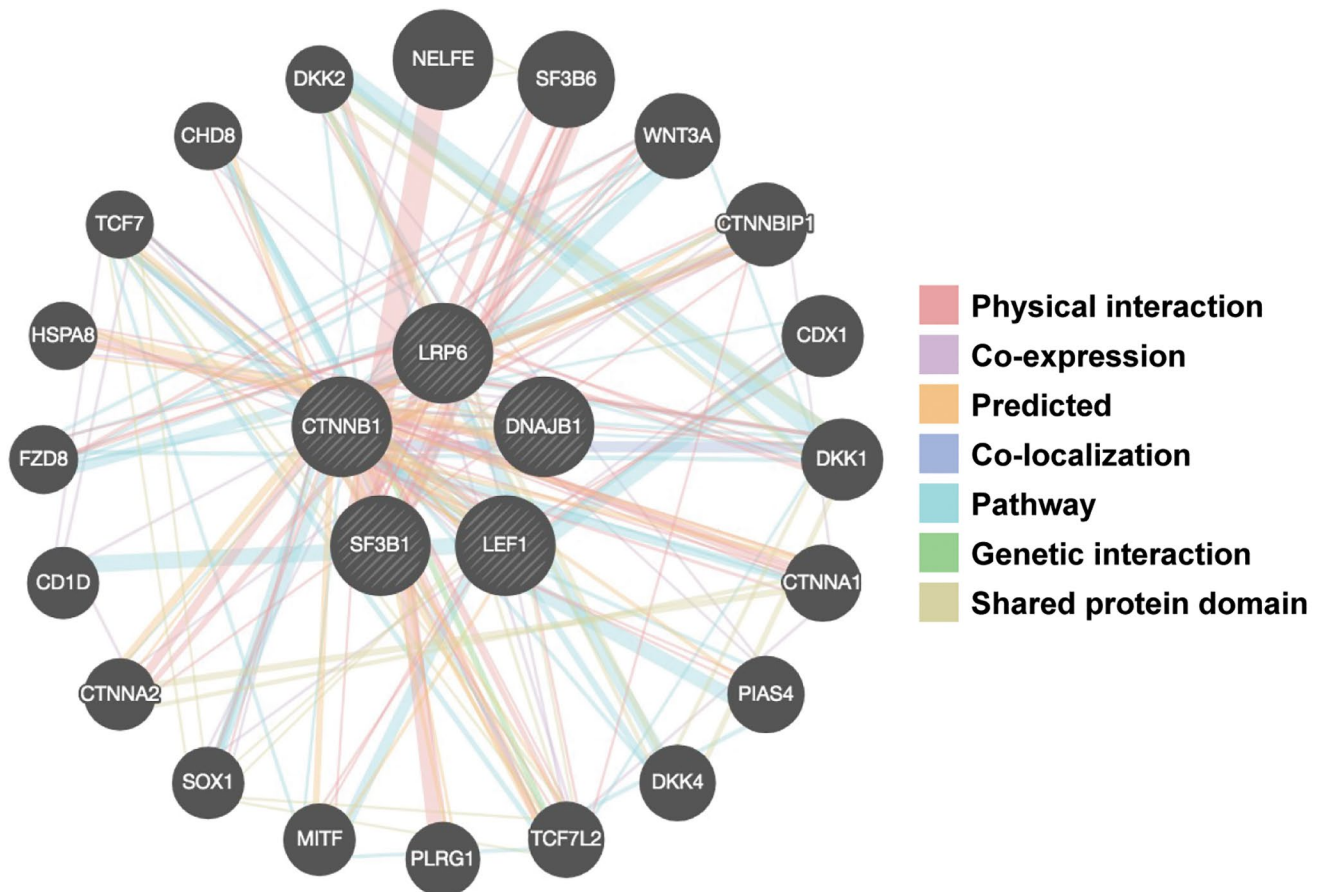 NELFE
DKK2
SF3B6
CHD8
WNT3A
TCF7
CTNNBIP1
HSPA8
LRP6
CDX1
CTNNB1
DNAJB1
FZD8
DKK1
SF3B1
LEF1
CD1D
CTNNA1
CTNNA2
PIAS4
SOX1
DKK4
MITF
TCF7L2
PLRG1
Physical interaction
Co-expression
Predicted
Co-localization
Pathway
Genetic interaction
Shared protein domain